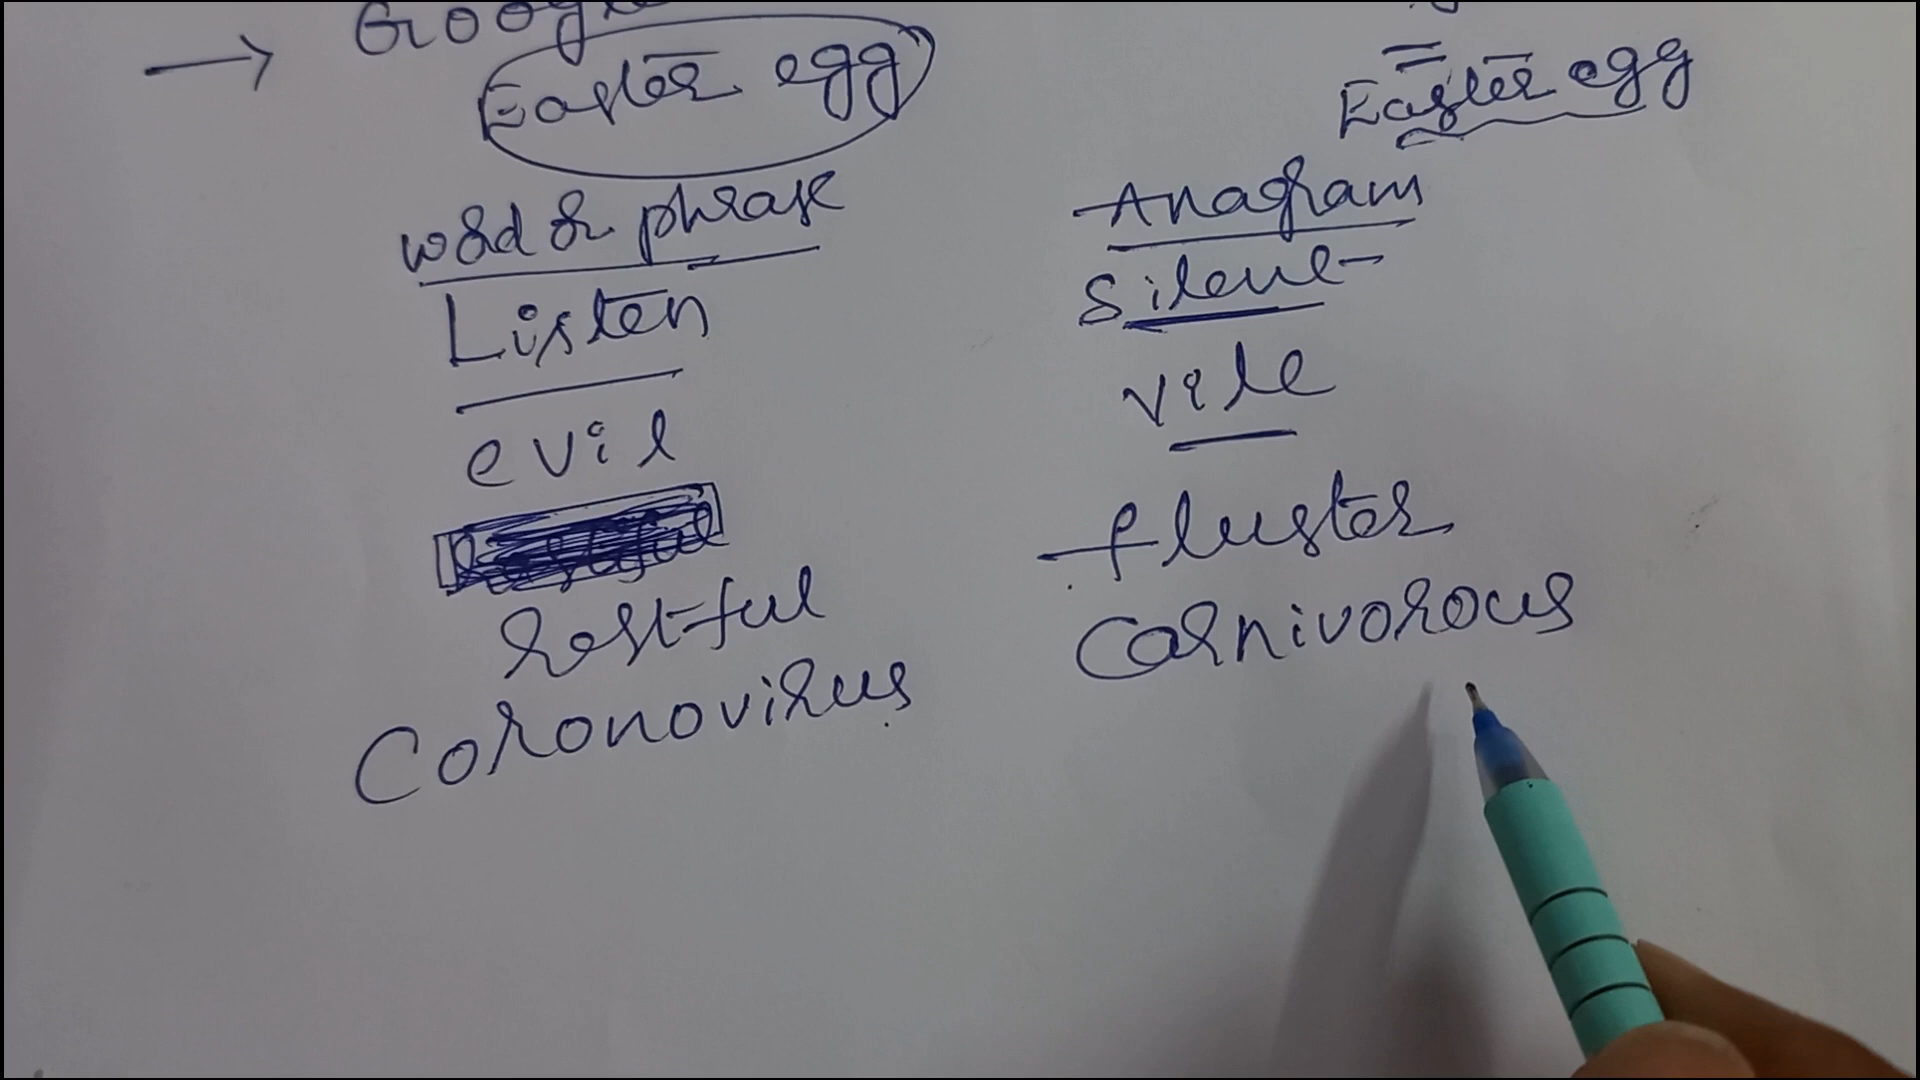 → Google
Easter egg
Easter egg
word or phrase
Anagram
Listen
Silent
evil
vile
restful
fluster
Coronovirus
Carnivorous